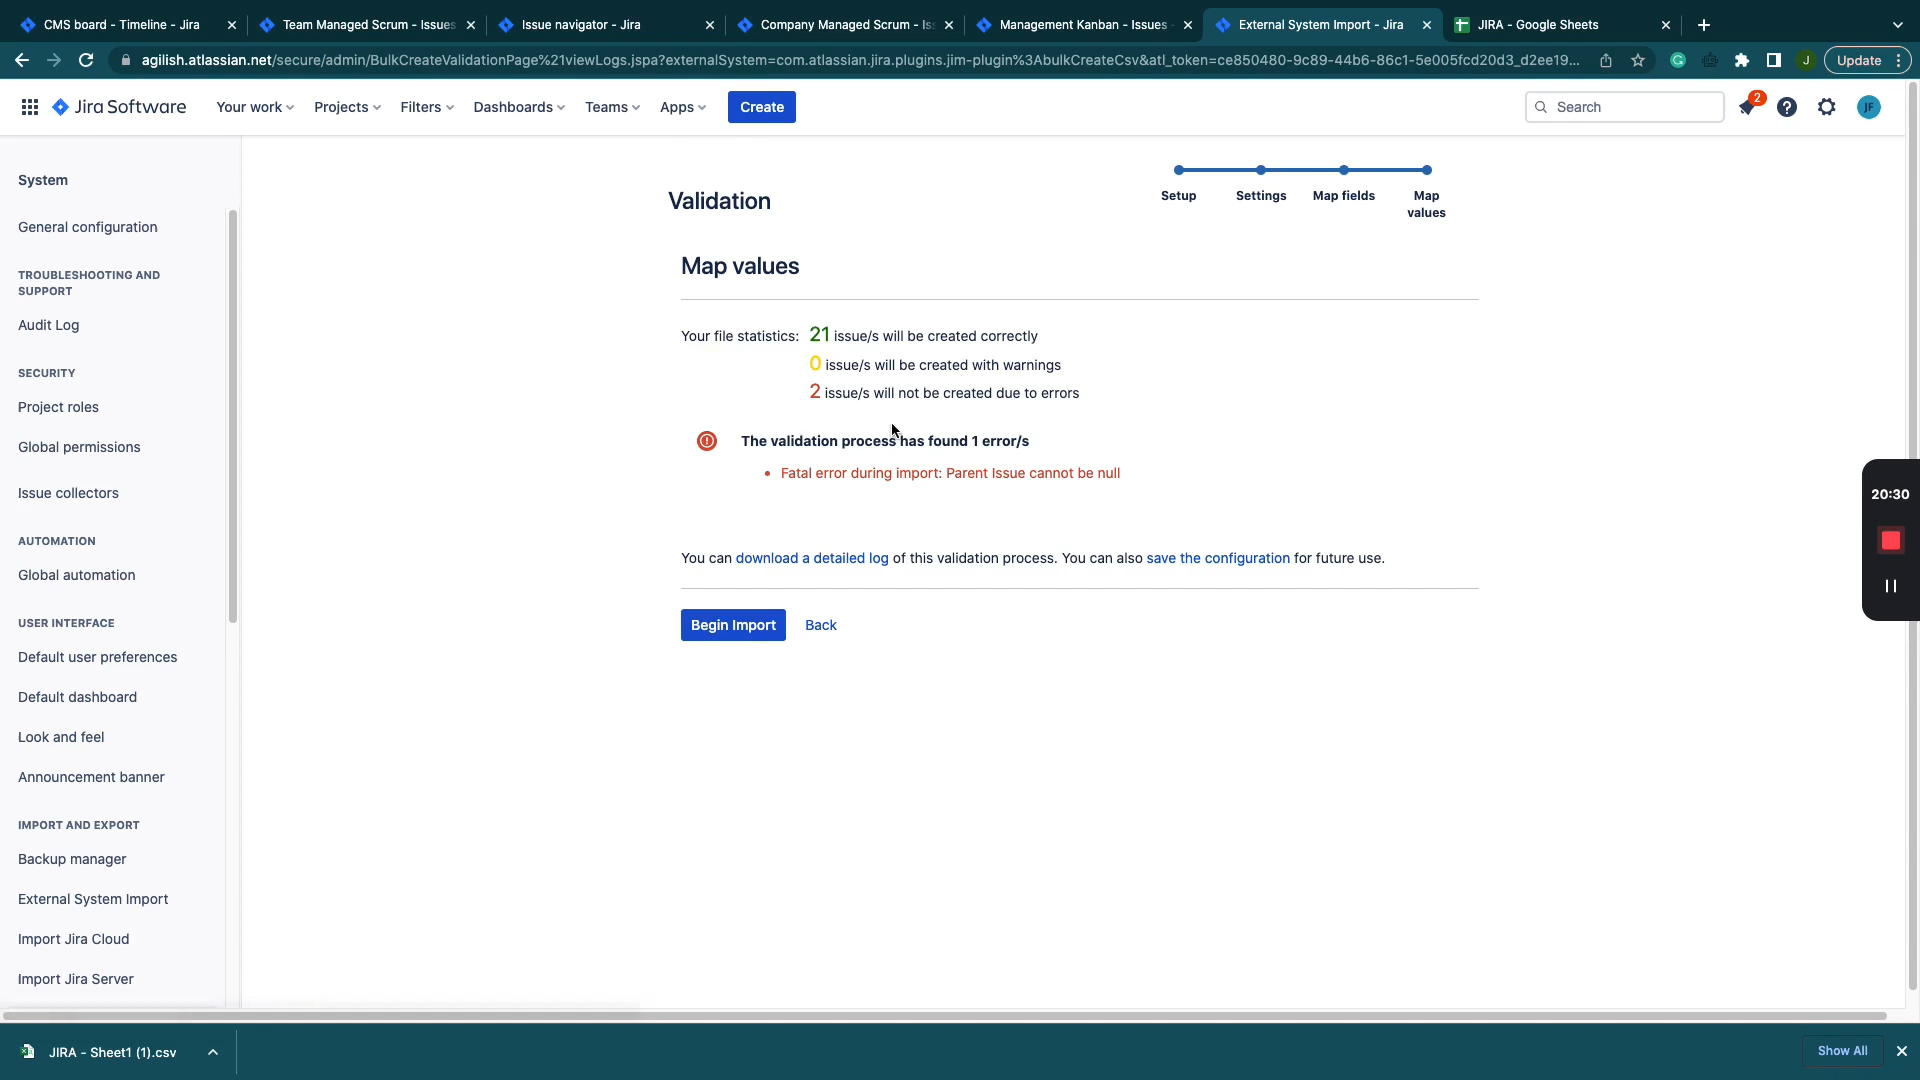 CMS board - Timeline - Jira
Team Managed Scrum - Issues
Issue navigator - Jira
Company Managed Scrum - Is
Management Kanban - Issues -
External System Import - Jira
JIRA - Google Sheets
agilish.atlassian.net/secure/admin/BulkCreateValidationPage%21viewLogs.jspa?externalSystem=com.atlassian.jira.plugins.jim-plugin%3AbulkCreateCsv&atl_token=ce850480-9c89-44b6-86c1-5e005fcd20d3_d2ee19...
J
Update
Jira Software
Your work
Projects
Filters
Dashboards
Teams
Apps
Create
Search
2
JF
System
General configuration
TROUBLESHOOTING AND
SUPPORT
Audit Log
SECURITY
Project roles
Global permissions
Issue collectors
AUTOMATION
Global automation
USER INTERFACE
Default user preferences
Default dashboard
Look and feel
Announcement banner
IMPORT AND EXPORT
Backup manager
External System Import
Import Jira Cloud
Import Jira Server
Validation
Setup
Settings
Map fields
Map
values
Map values
Your file statistics: 21 issue/s will be created correctly
0 issue/s will be created with warnings
2 issue/s will not be created due to errors
The validation process has found 1 error/s
• Fatal error during import: Parent Issue cannot be null
You can download a detailed log of this validation process. You can also save the configuration for future use.
Begin Import
Back
20:30
JIRA - Sheet1 (1).csv
Show All